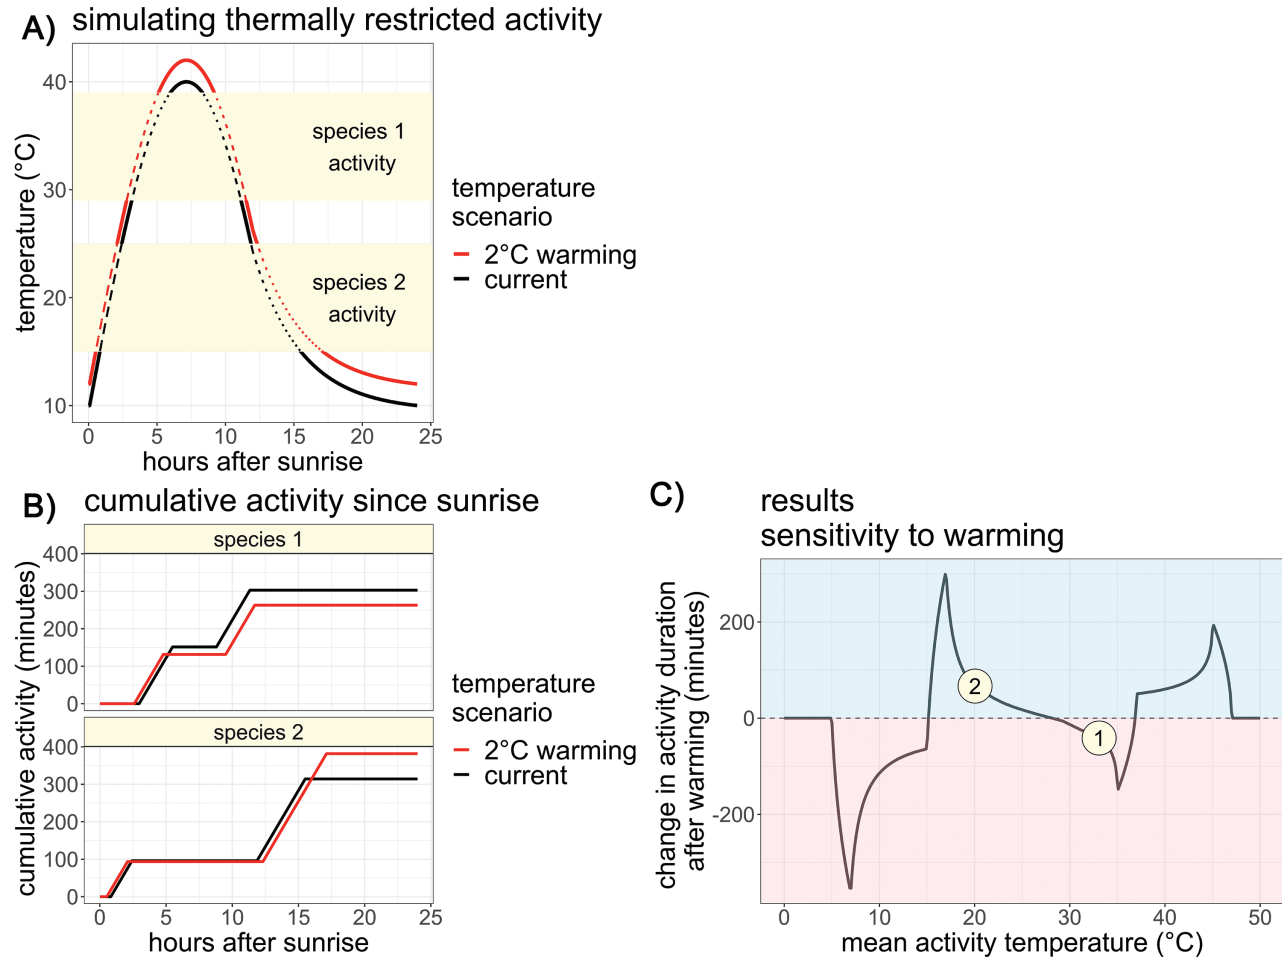 A) simulating thermally restricted activity
temperature (°C)
40
30
20
10
species 1
activity
species 2
activity
0 5 10 15 20 25
hours after sunrise
temperature
scenario
2°C warming
current
B) cumulative activity since sunrise
cumulative activity (minutes)
species 1
400
300
200
100
0
species 2
400
300
200
100
0
0 5 10 15 20 25
hours after sunrise
temperature
scenario
2°C warming
current
C) results
sensitivity to warming
change in activity duration
after warming (minutes)
200
0
-200
2
1
0 10 20 30 40 50
mean activity temperature (°C)